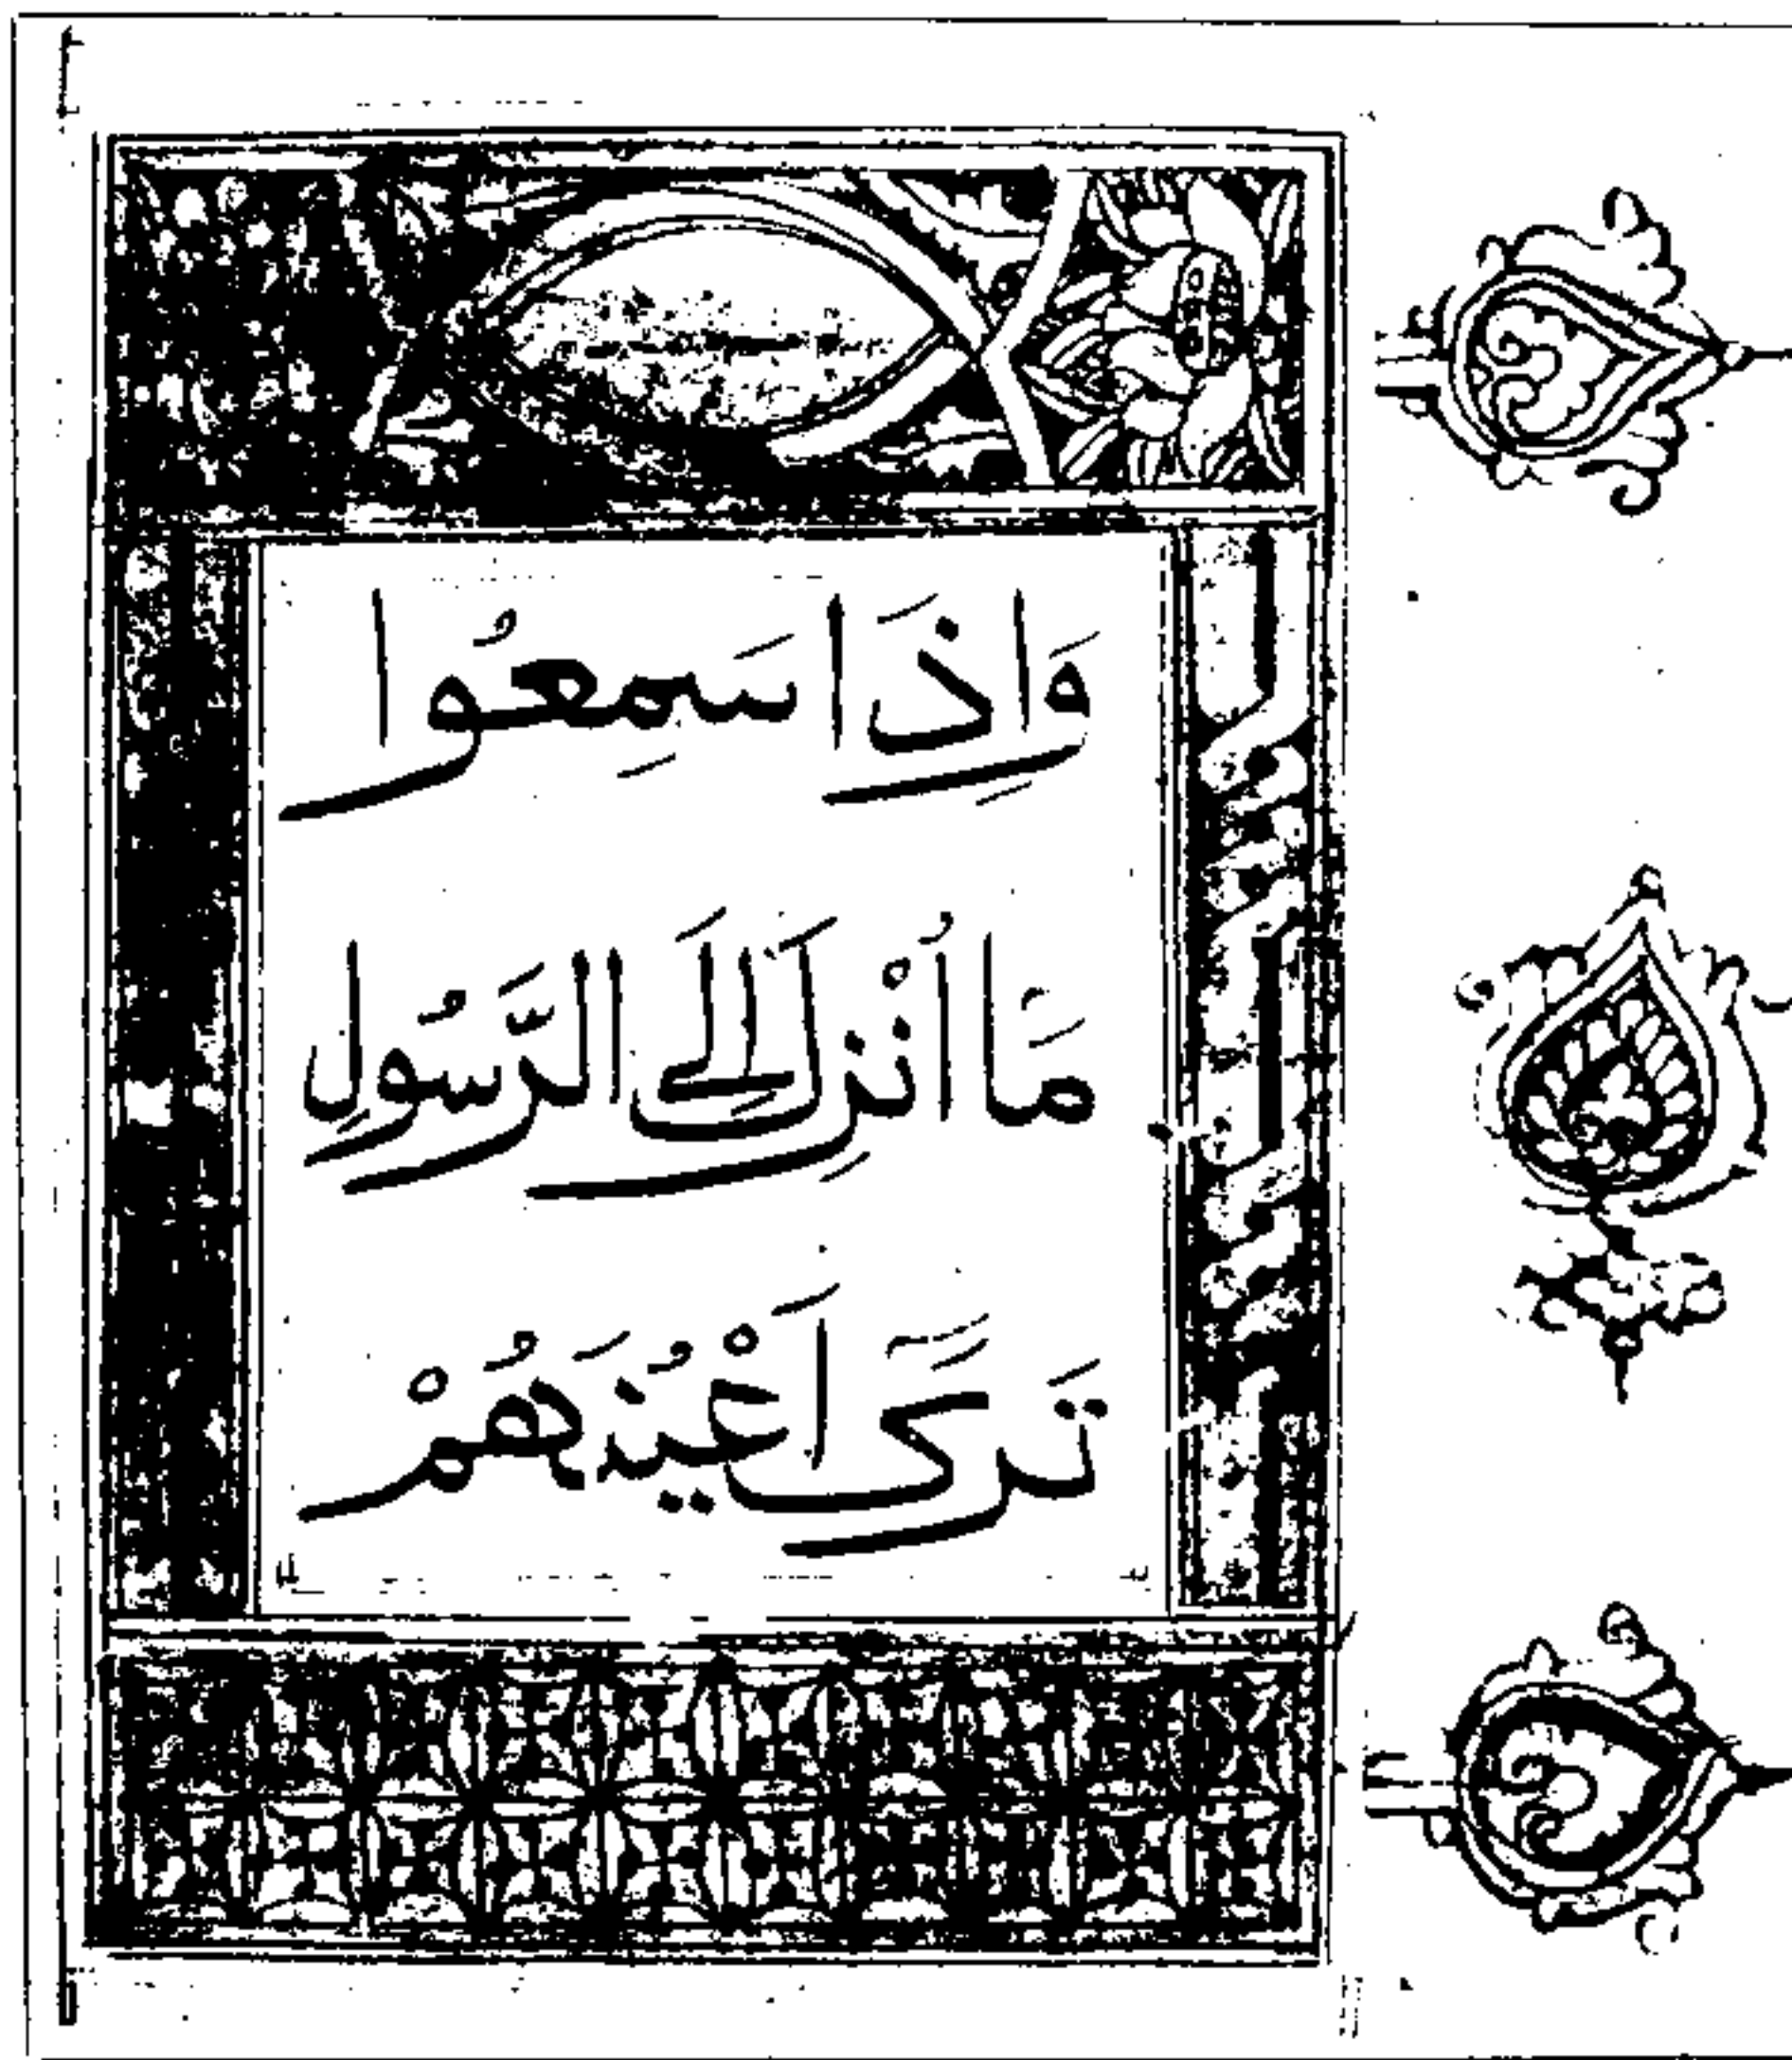 وَاِذَا سَمِعُوا
مَٓا اُنْزِلَ اِلَى الرَّسُولِ
تَرٰٓى اَعْيُنَهُمْ